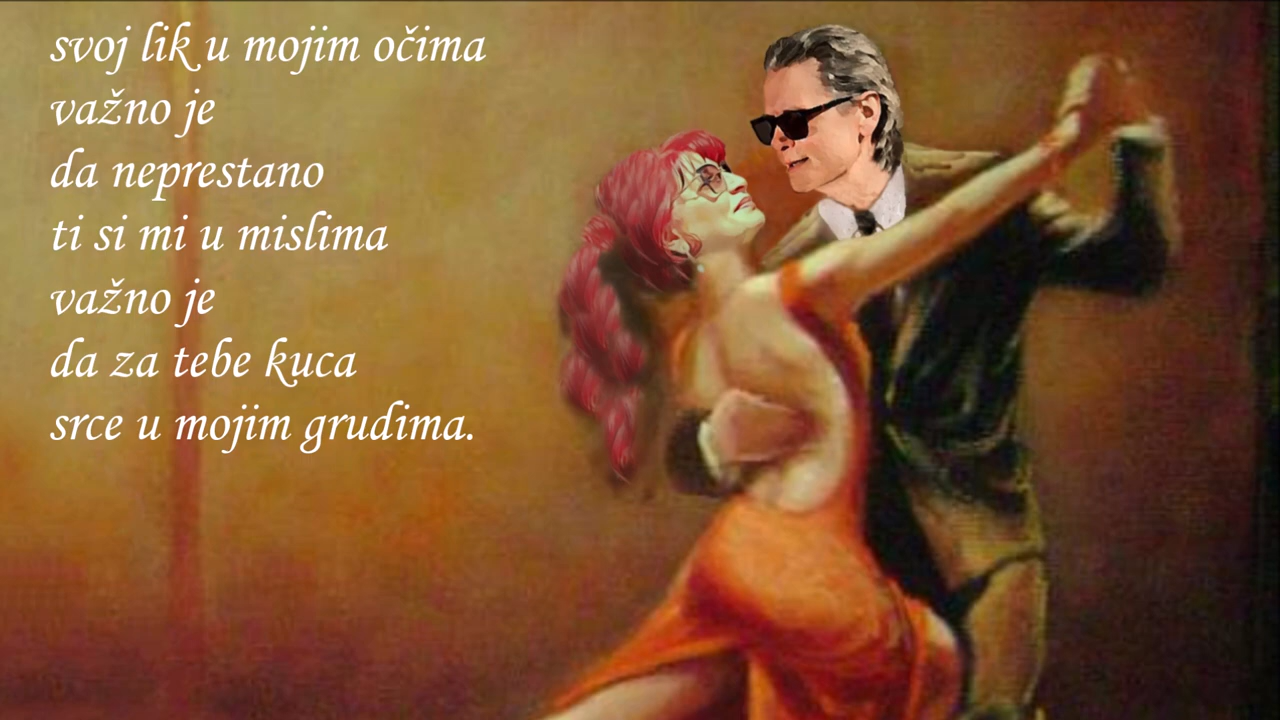 svoj lik u mojim očima
važno je
da neprestano
ti si mi u mislima
važno je
da za tebe kuca
srce u mojim grudima.